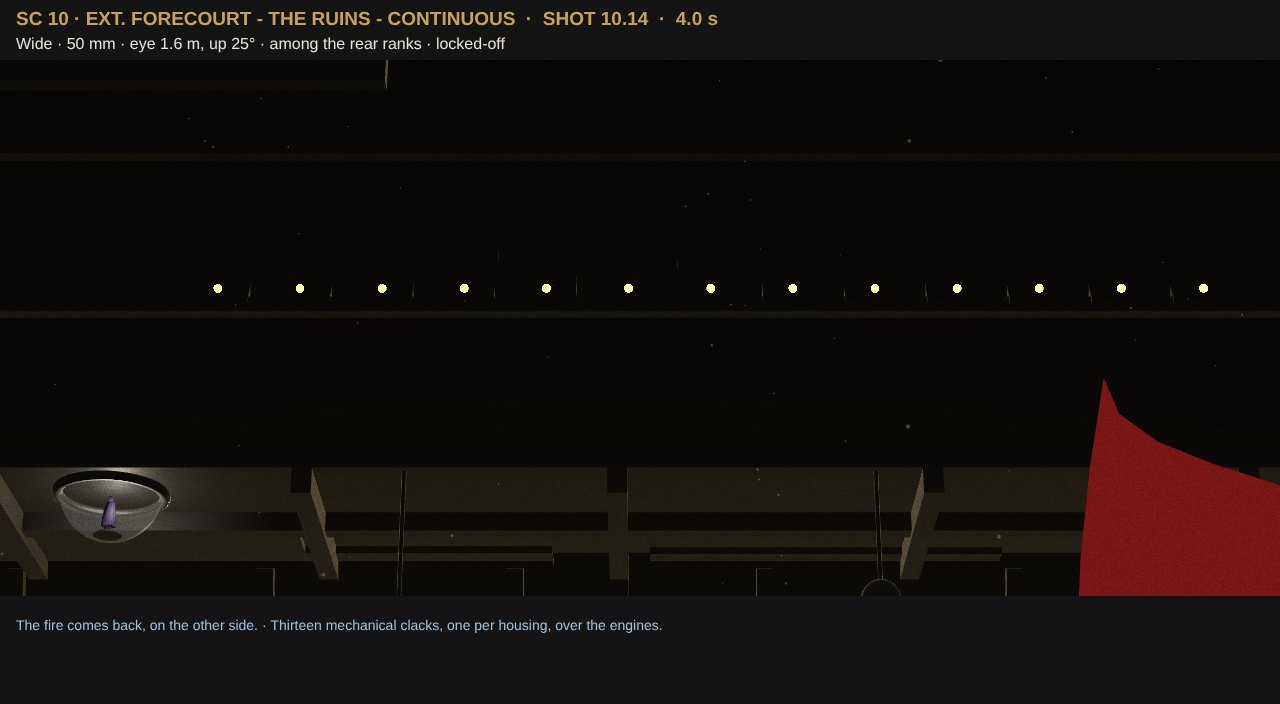 SC 10 · EXT. FORECOURT - THE RUINS - CONTINUOUS · SHOT 10.14 · 4.0 s
Wide · 50 mm · eye 1.6 m, up 25° · among the rear ranks · locked-off
The fire comes back, on the other side. · Thirteen mechanical clacks, one per housing, over the engines.